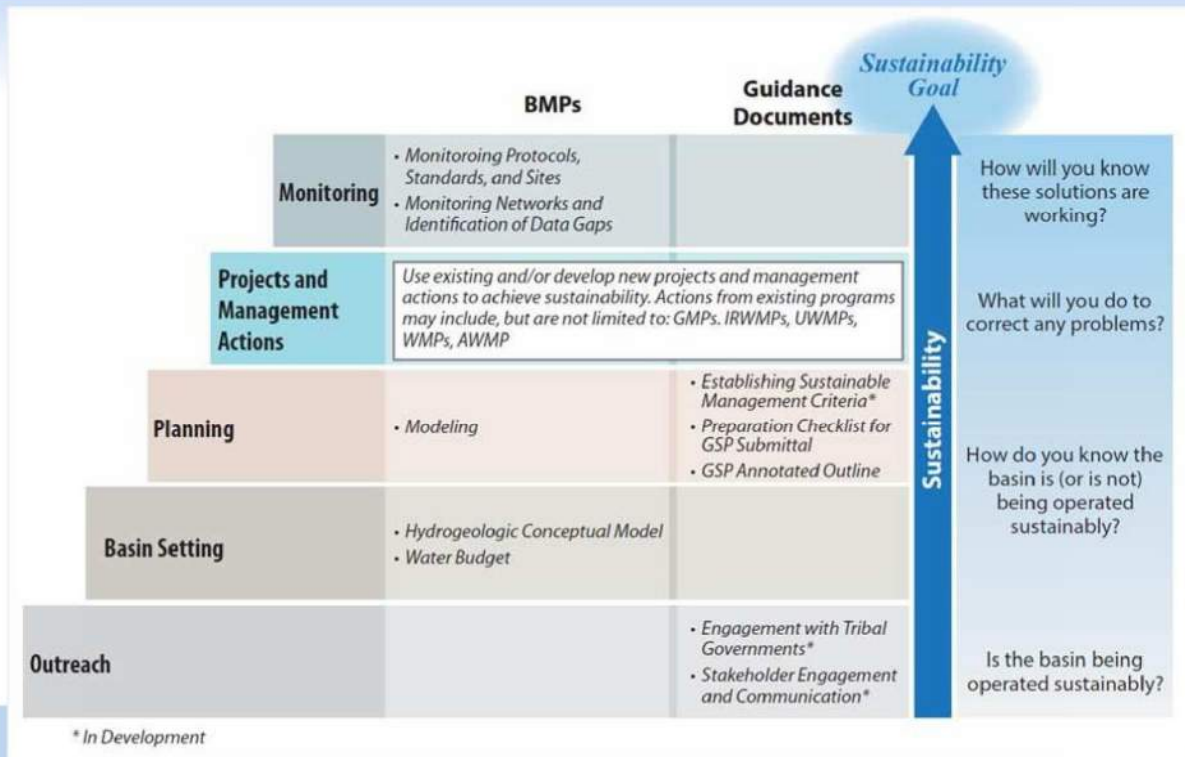 Sustainability
Goal
BMPs
Guidance
Documents
Monitoring
• Monitoroing Protocols,
Standards, and Sites
• Monitoring Networks and
Identification of Data Gaps
How will you know
these solutions are
working?
Projects and
Management
Actions
Use existing and/or develop new projects and management
actions to achieve sustainability. Actions from existing programs
may include, but are not limited to: GMPs. IRWMPs, UWMPs,
WMPs, AWMP
What will you do to
correct any problems?
Planning
• Modeling
• Establishing Sustainable
Management Criteria*
• Preparation Checklist for
GSP Submittal
• GSP Annotated Outline
Sustainability
How do you know the
basin is (or is not)
being operated
sustainably?
Basin Setting
• Hydrogeologic Conceptual Model
• Water Budget
Outreach
• Engagement with Tribal
Governments*
• Stakeholder Engagement
and Communication*
Is the basin being
operated sustainably?
* In Development